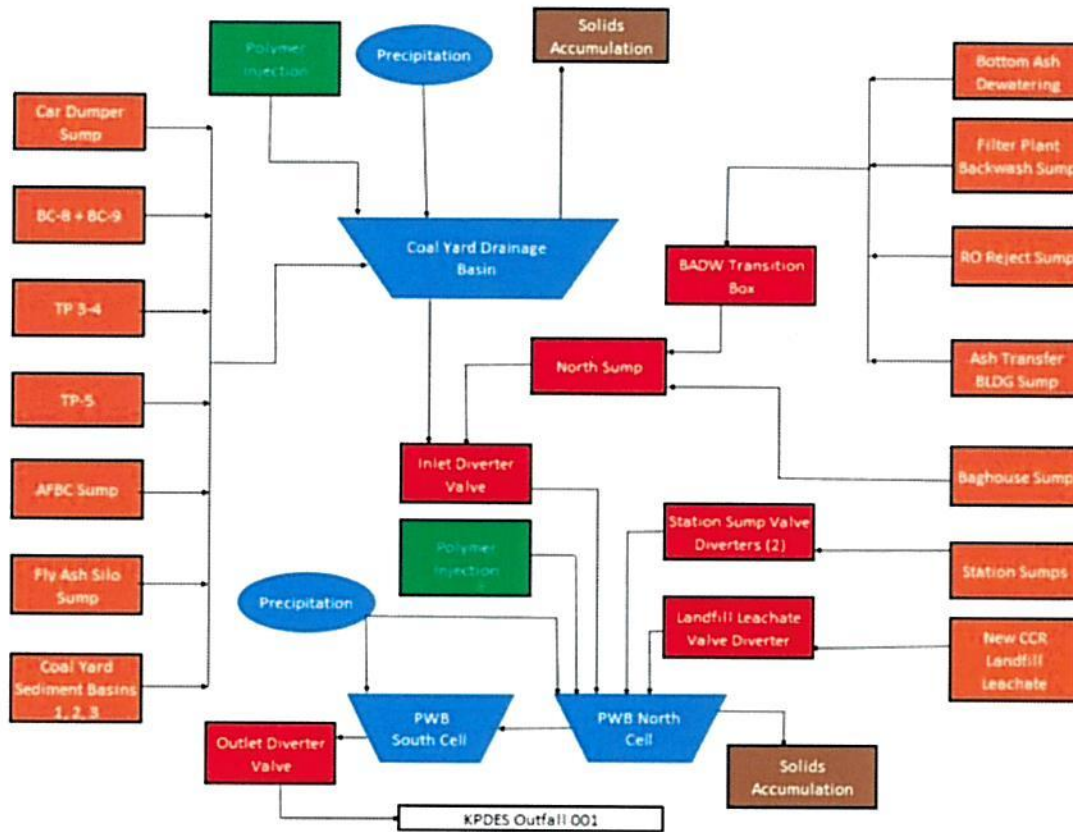 Polymer
Injection
Precipitation
Solids
Accumulation
Bottom Ash
Dewatering
Car Dumper
Sump
Filter Plant
Backwash Sump
BC-8 + BC-9
Coal Yard Drainage
Basin
BADW Transition
Box
RO Reject Sump
TP 3-4
North Sump
Ash Transfer
BLDG Sump
TP-5
Inlet Diverter
Valve
Baghouse Sump
AFBC Sump
Station Sump Valve
Diverters (2)
Polymer
Injection
Station Sumps
Fly Ash Silo
Sump
Precipitation
Landfill Leachate
Valve Diverter
New CCR
Landfill
Leachate
Coal Yard
Sediment Basins
1, 2, 3
PWB
South Cell
PWB North
Cell
Outlet Diverter
Valve
Solids
Accumulation
KPDES Outfall 001